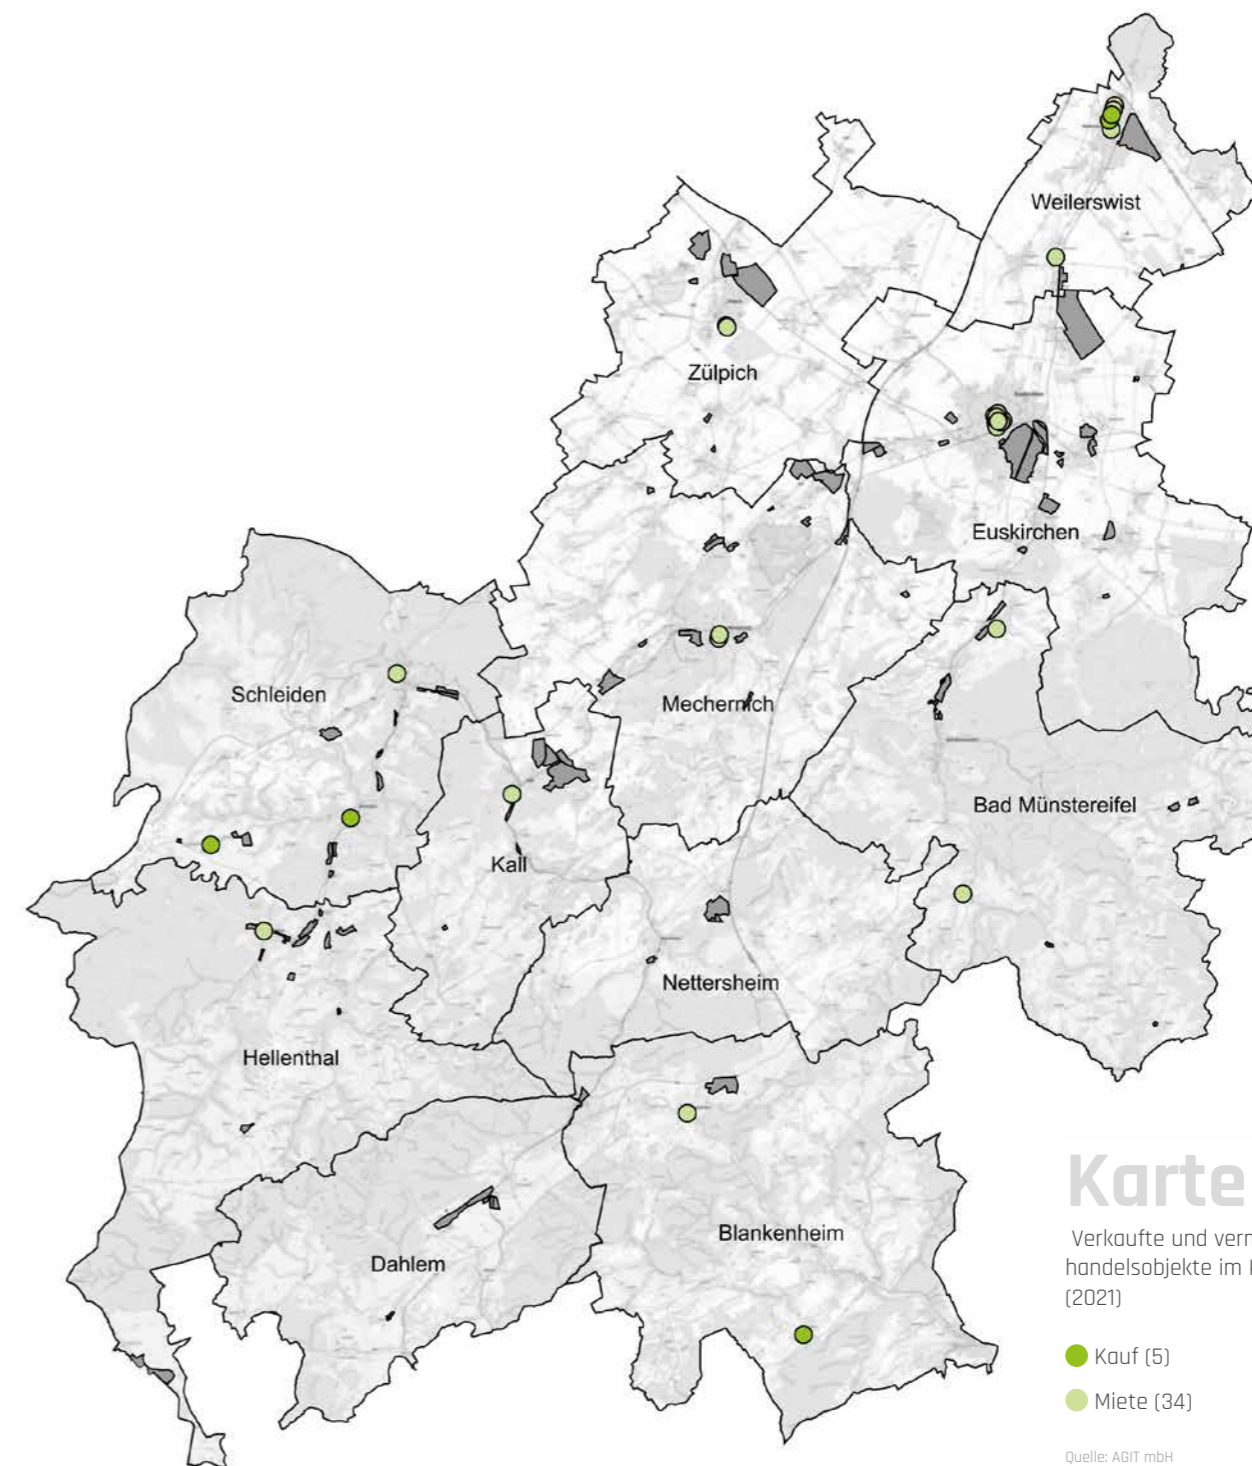 Weilerswist
Zülpich
Euskirchen
Schleiden
Mechernich
Bad Münstereifel
Kall
Nettersheim
Hellenthal
Blankenheim
Dahlem
Karte
Verkaufte und verm
handelsobjekte im
(2021)
Kauf (5)
Miete (34)
Quelle: AGIT mbH